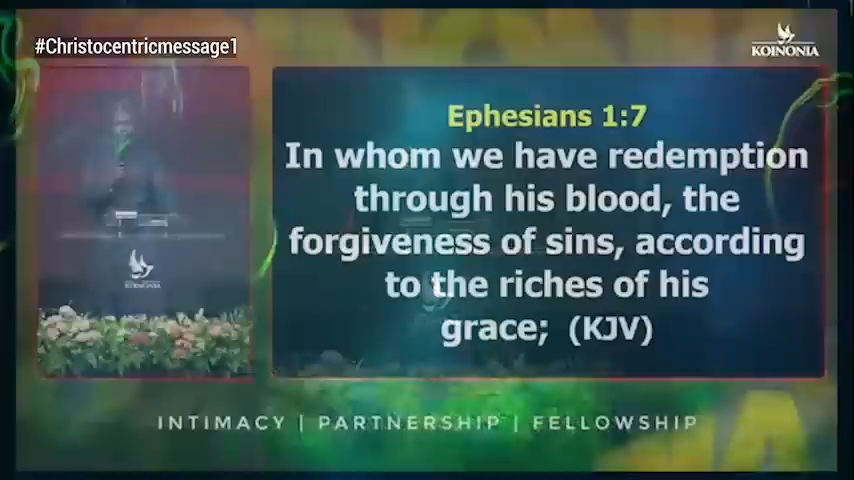 #Christocentricmessage1
KOINONIA
Ephesians 1:7
In whom we have redemption
through his blood, the
forgiveness of sins, according
to the riches of his
grace; (KJV)
INTIMACY | PARTNERSHIP | FELLOWSHIP